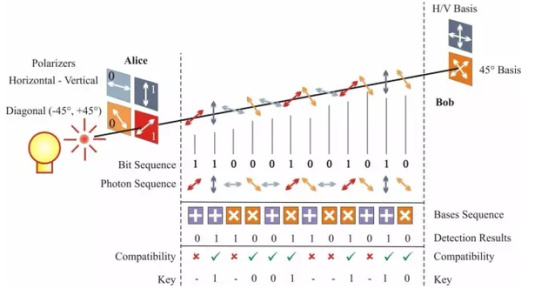 H/V Basis
Polarizers
Alice
Horizontal - Vertical
0
1
45° Basis
Diagonal (-45°, +45°)
0
1
Bob
Bit Sequence 1 1 0 0 0 1 0 0 1 0 1 0
Photon Sequence
Bases Sequence
0 1 1 0 0 1 1 0 1 0 1 0 Detection Results
Compatibility Compatibility
Key - 1 - 0 0 1 - - 1 - 1 0 Key